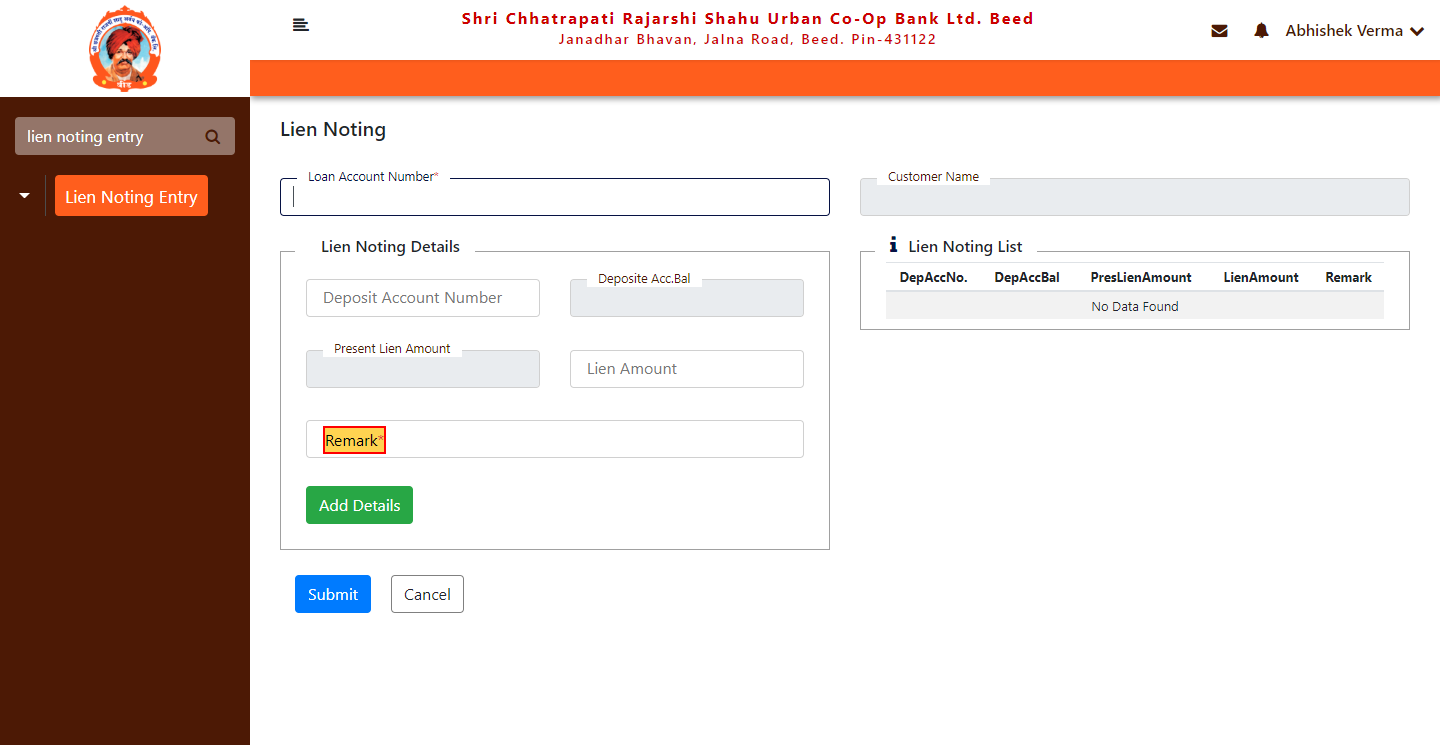 Shri Chhatrapati Rajarshi Shahu Urban Co-Op Bank Ltd. Beed
Janadhar Bhavan, Jalna Road, Beed. Pin-431122
Abhishek Verma
lien noting entry
Lien Noting Entry
Lien Noting
Loan Account Number*
Customer Name
Lien Noting Details
Deposit Account Number
Deposite Acc.Bal
Present Lien Amount
Lien Amount
Remark*
Add Details
Lien Noting List
DepAccNo. DepAccBal PresLienAmount LienAmount Remark
No Data Found
Submit
Cancel